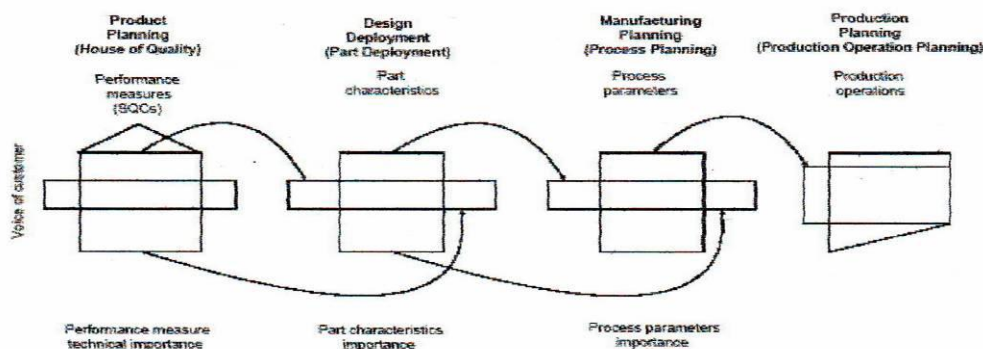 Product
Planning
(House of Quality)
Performance
measures
(SQCs)
Design
Deployment
(Part Deployment)
Part
characteristics
Manufacturing
Planning
(Process Planning)
Process
parameters
Production
Planning
(Production Operation Planning)
Production
operations
Voice of customer
Performance measure
technical importance
Part characteristics
importance
Process parameters
importance